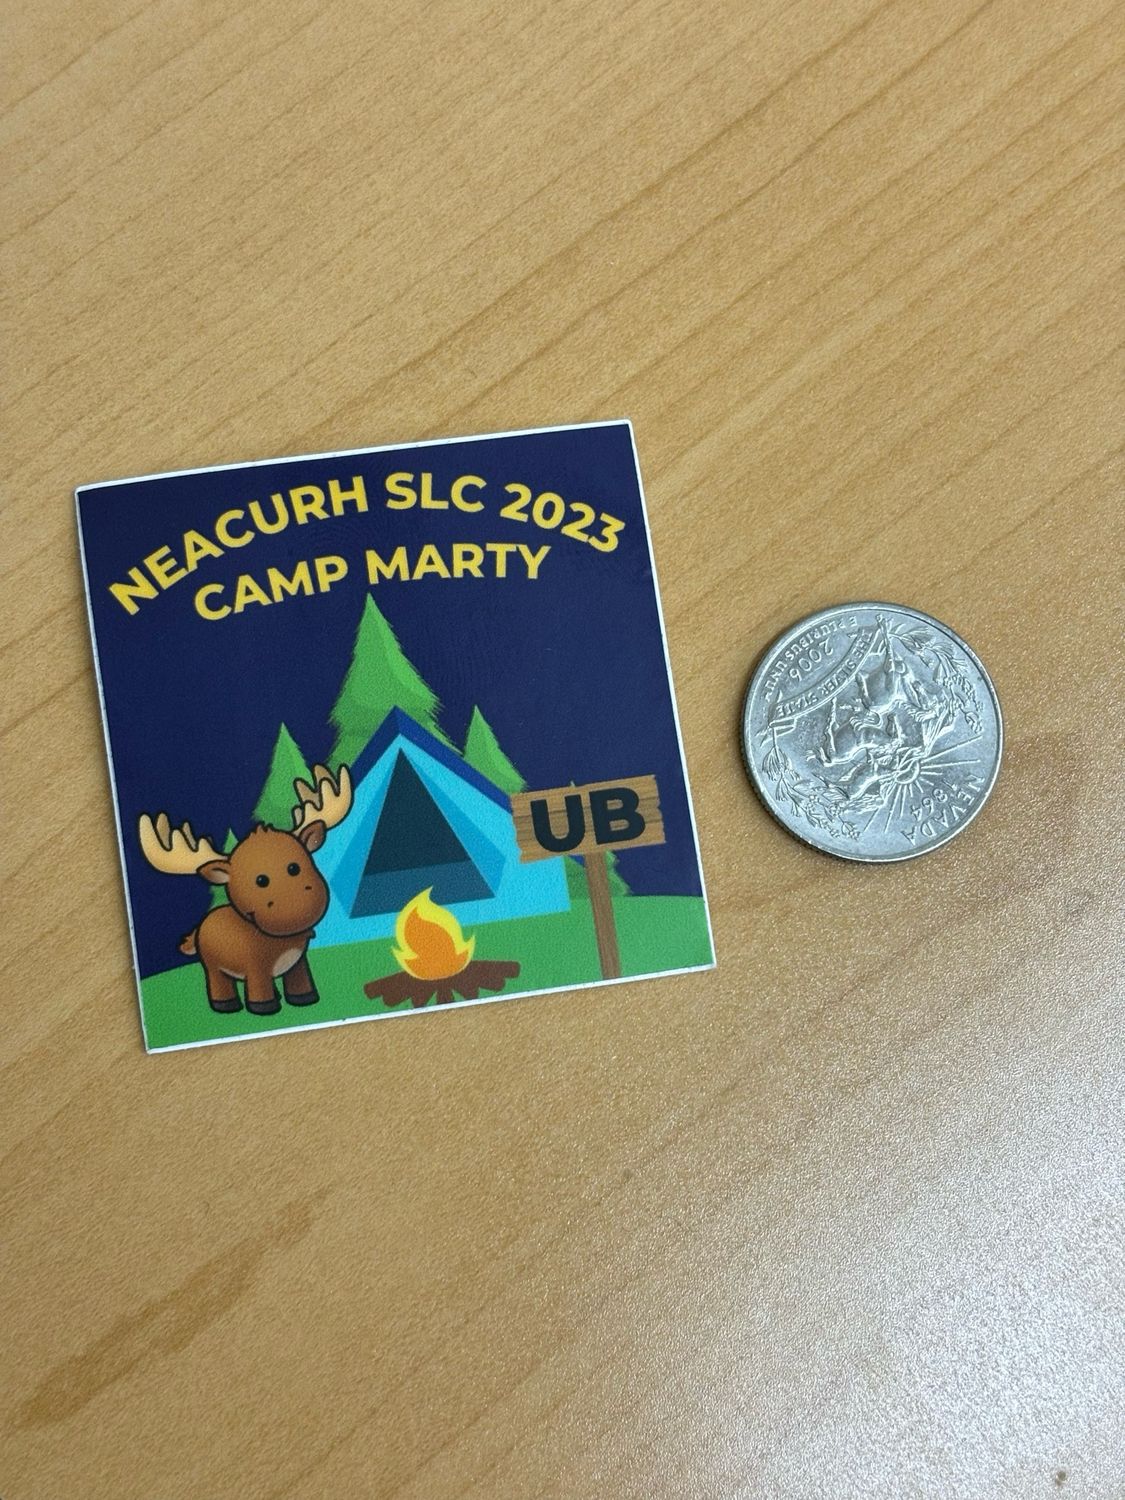 NEACURH SLC 2023
CAMP MARTY
UB
NEVADA
1864
THE SILVER STATE
2006
E PLURIBUS UNUM